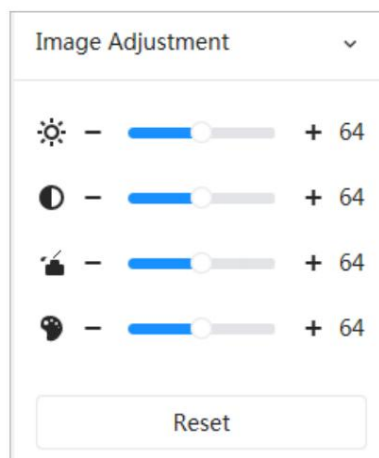 Image Adjustment
− + 64
− + 64
− + 64
− + 64
Reset